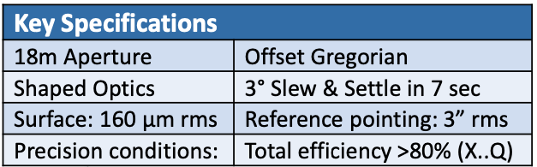 Key Specifications
18m Aperture Offset Gregorian
Shaped Optics 3° Slew & Settle in 7 sec
Surface: 160 µm rms Reference pointing: 3” rms
Precision conditions: Total efficiency >80% (X..Q)